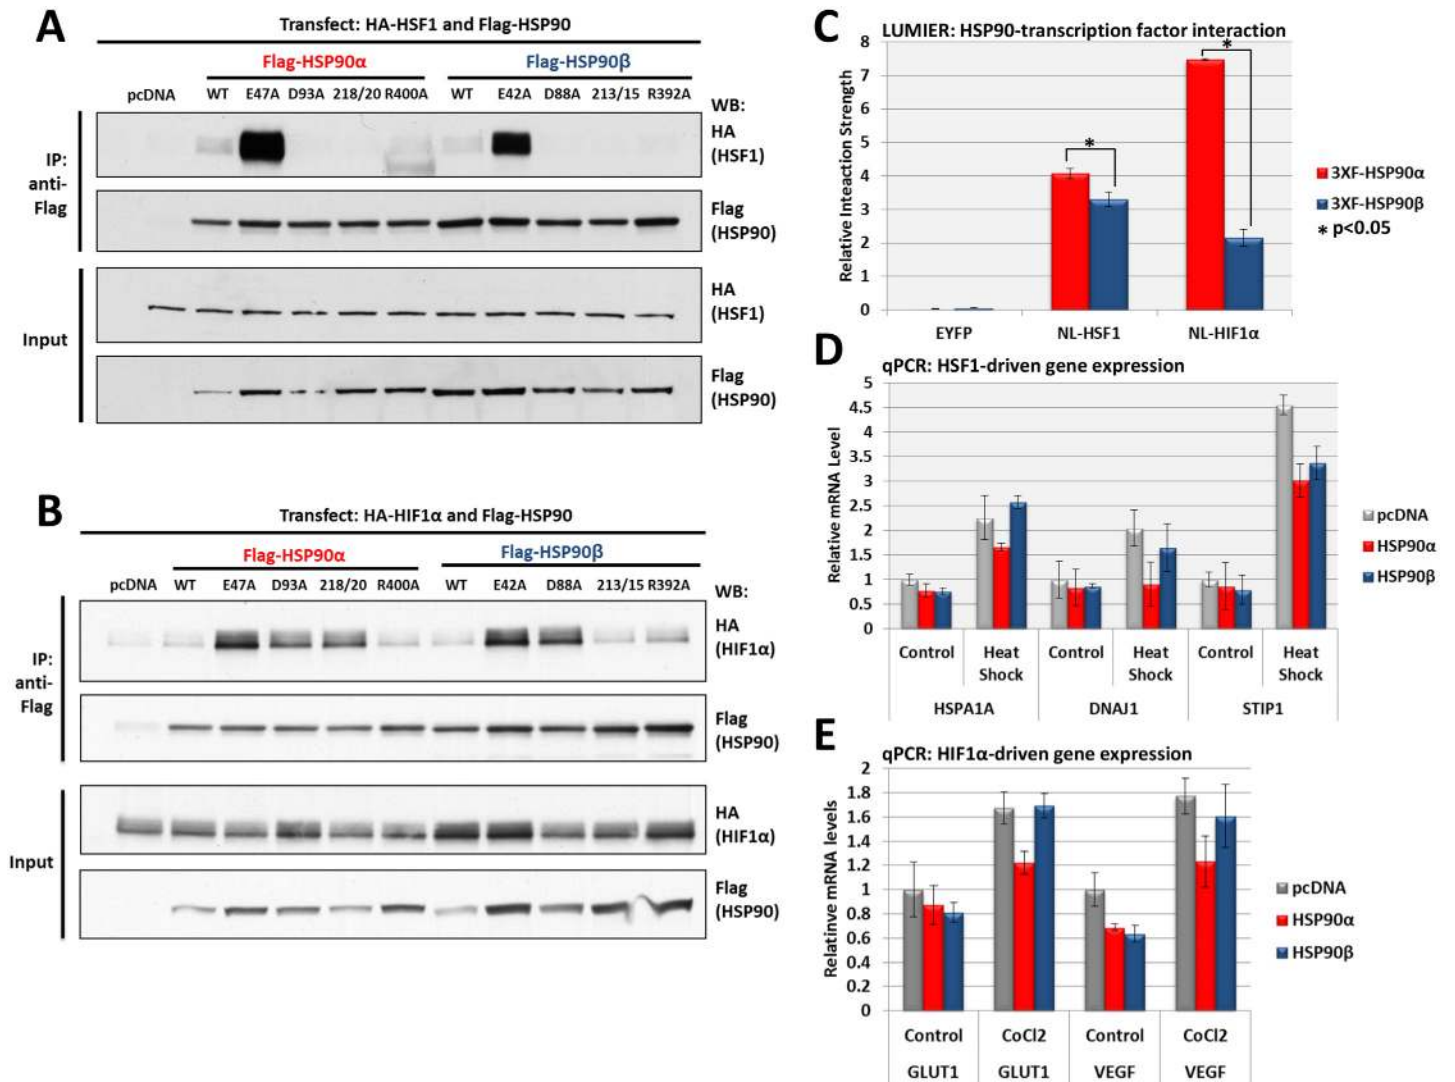 A
Transfect: HA-HSF1 and Flag-HSP90
Flag-HSP90α Flag-HSP90β
pcDNA WT E47A D93A 218/20 R400A WT E42A D88A 213/15 R392A
WB:
HA
(HSF1)
IP:
anti-
Flag
Flag
(HSP90)
HA
(HSF1)
Input
Flag
(HSP90)
B
Transfect: HA-HIF1α and Flag-HSP90
Flag-HSP90α Flag-HSP90β
pcDNA WT E47A D93A 218/20 R400A WT E42A D88A 213/15 R392A
WB:
HA
(HIF1α)
IP:
anti-
Flag
Flag
(HSP90)
HA
(HIF1α)
Input
Flag
(HSP90)
C
LUMIER: HSP90-transcription factor interaction
Relative Inteaction Strength
8
7
6
5
4
3
2
1
0
*
*
EYFP NL-HSF1 NL-HIF1α
3XF-HSP90α
3XF-HSP90β
* p<0.05
D
qPCR: HSF1-driven gene expression
Relative mRNA Level
5
4.5
4
3.5
3
2.5
2
1.5
1
0.5
0
Control Heat Shock Control Heat Shock Control Heat Shock
HSPA1A DNAJ1 STIP1
pcDNA
HSP90α
HSP90β
E
qPCR: HIF1α-driven gene expression
Relatinve mRNA levels
2
1.8
1.6
1.4
1.2
1
0.8
0.6
0.4
0.2
0
Control CoCl2 Control CoCl2
GLUT1 GLUT1 VEGF VEGF
pcDNA
HSP90α
HSP90β